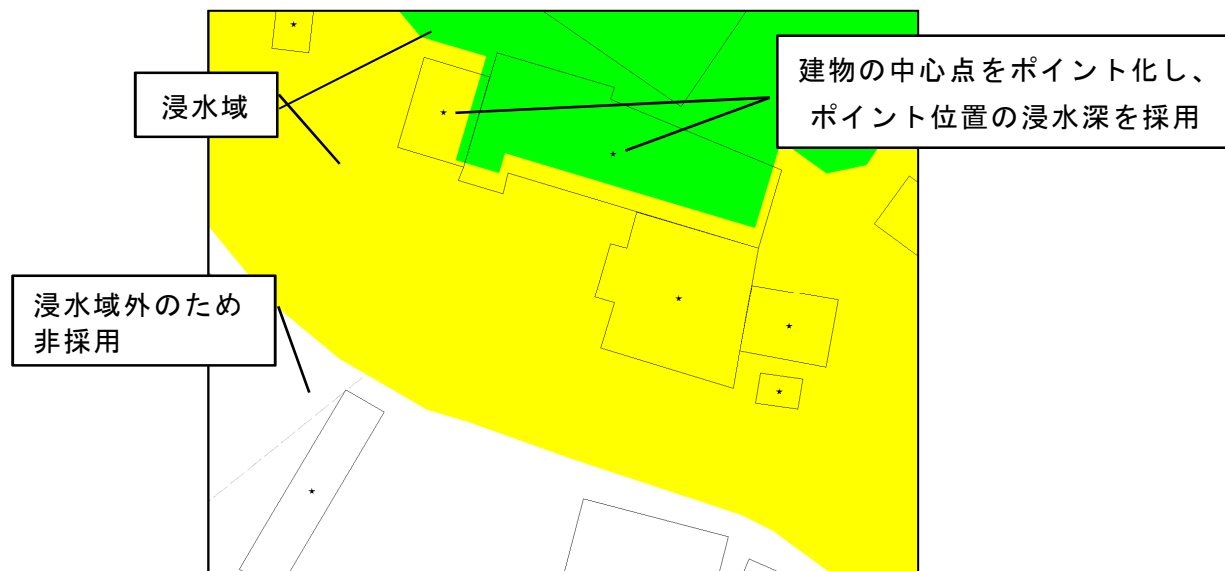 浸水域
建物の中心点をポイント化し、
ポイント位置の浸水深を採用
浸水域外のため
非採用